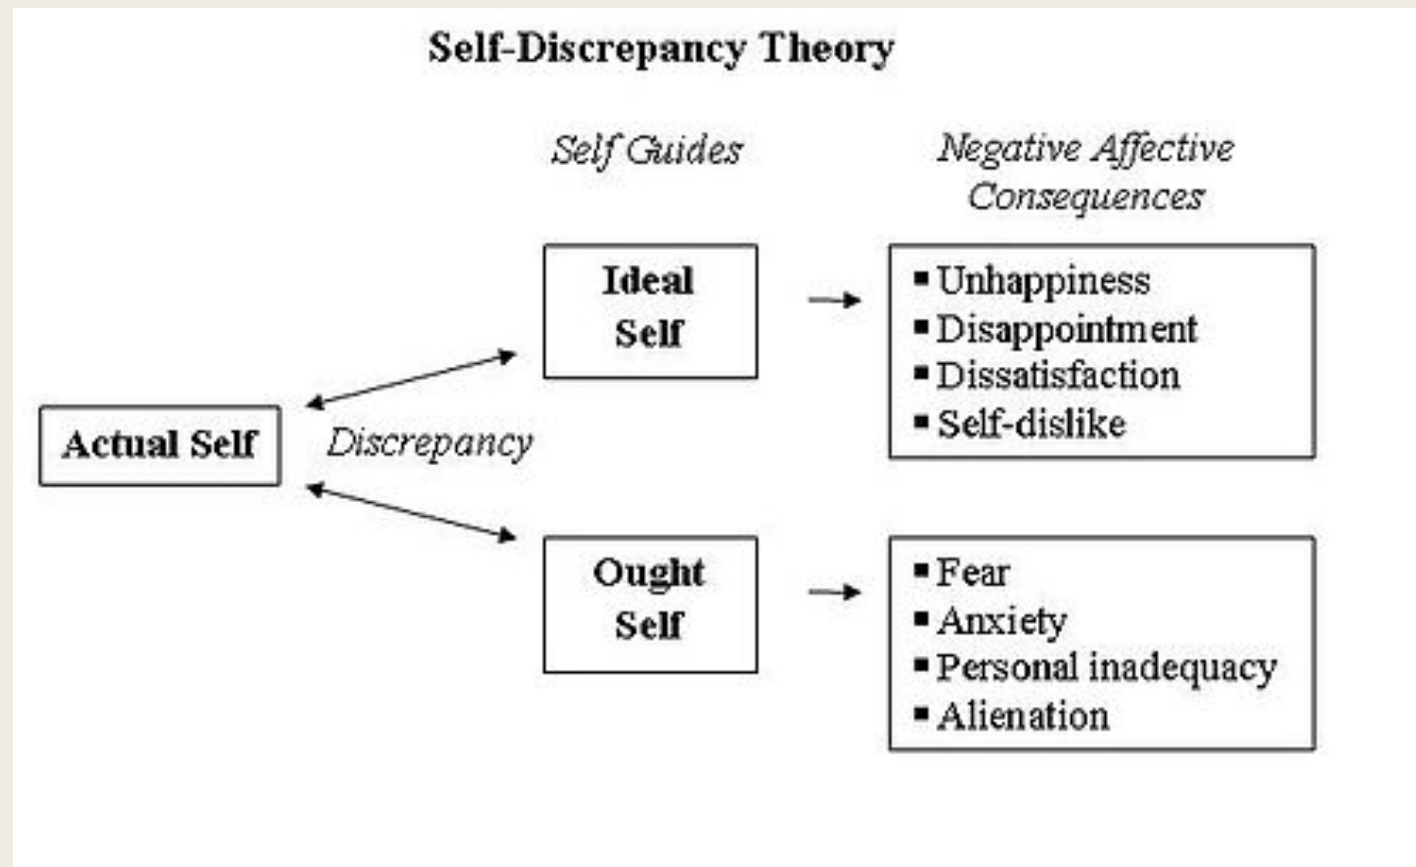 Self-Discrepancy Theory
Self Guides
Negative Affective
Consequences
Ideal
Self
▪ Unhappiness
▪ Disappointment
▪ Dissatisfaction
▪ Self-dislike
Actual Self
Discrepancy
Ought
Self
▪ Fear
▪ Anxiety
▪ Personal inadequacy
▪ Alienation